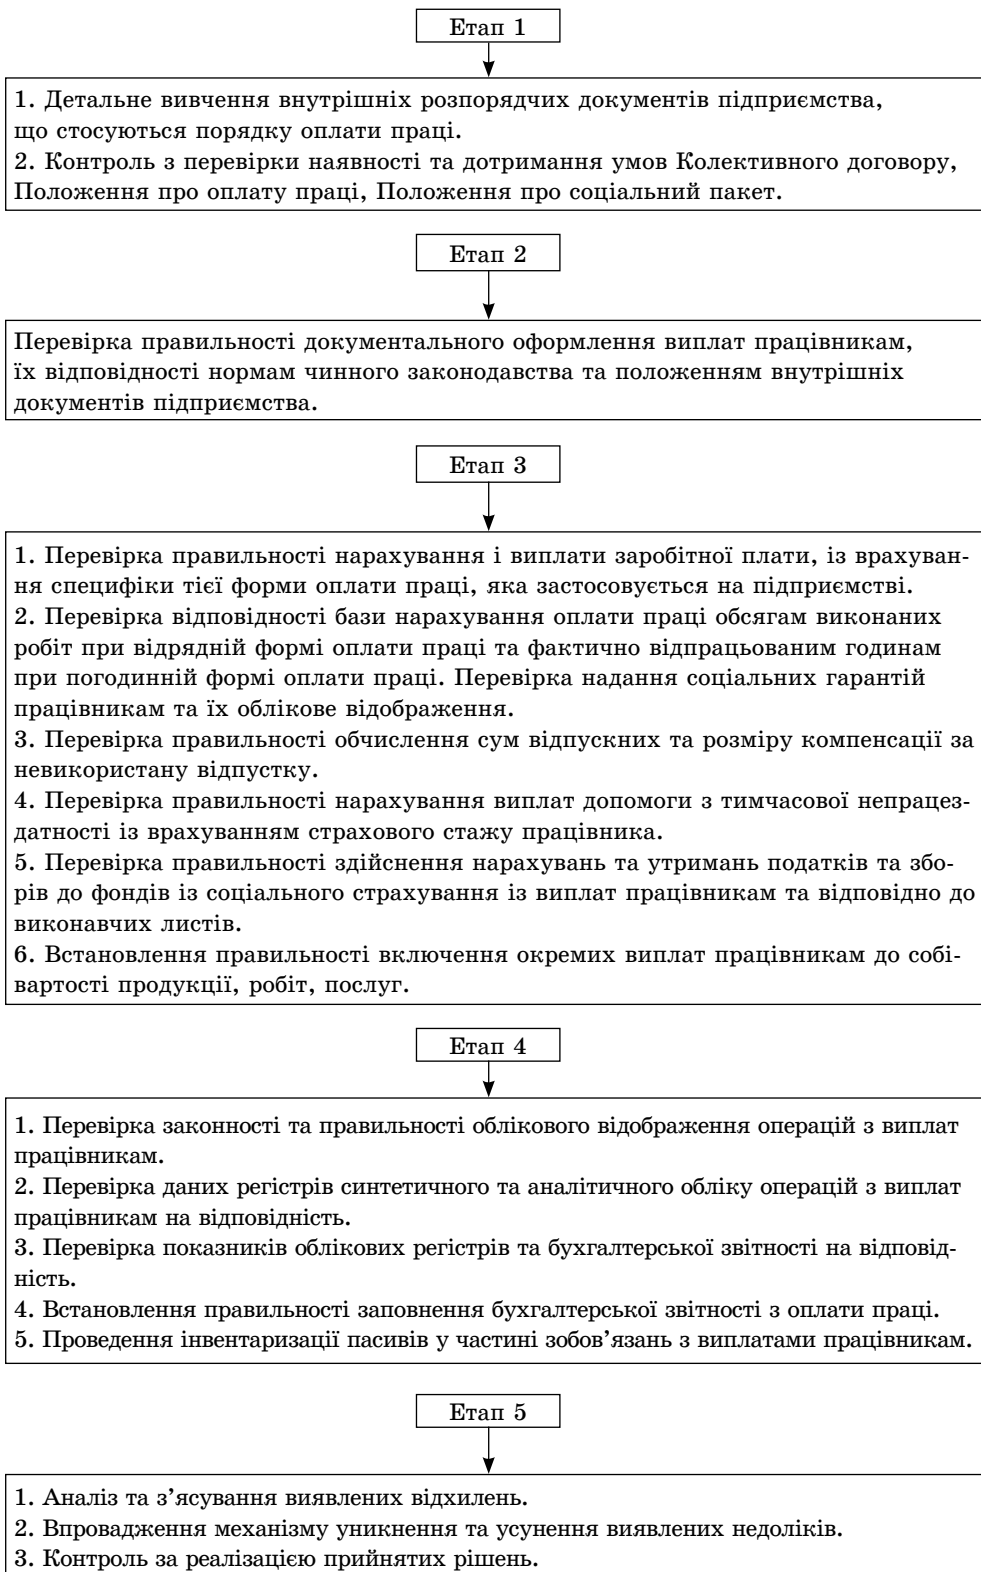 Етап 1
1. Детальне вивчення внутрішніх розпорядчих документів підприємства,
що стосуються порядку оплати праці.
2. Контроль з перевірки наявності та дотримання умов Колективного договору,
Положення про оплату праці, Положення про соціальний пакет.
Етап 2
Перевірка правильності документального оформлення виплат працівникам,
їх відповідності нормам чинного законодавства та положенням внутрішніх
документів підприємства.
Етап 3
1. Перевірка правильності нарахування і виплати заробітної плати, із врахуван-
ня специфіки тієї форми оплати праці, яка застосовується на підприємстві.
2. Перевірка відповідності бази нарахування оплати праці обсягам виконаних
робіт при відрядній формі оплати праці та фактично відпрацьованим годинам
при погодинній формі оплати праці. Перевірка надання соціальних гарантій
працівникам та їх облікове відображення.
3. Перевірка правильності обчислення сум відпускних та розміру компенсації за
невикористану відпустку.
4. Перевірка правильності нарахування виплат допомоги з тимчасової непрацез-
датності із врахуванням страхового стажу працівника.
5. Перевірка правильності здійснення нарахувань та утримань податків та збо-
рів до фондів із соціального страхування із виплат працівникам та відповідно до
виконавчих листів.
6. Встановлення правильності включення окремих виплат працівникам до собі-
вартості продукції, робіт, послуг.
Етап 4
1. Перевірка законності та правильності облікового відображення операцій з виплат
працівникам.
2. Перевірка даних регістрів синтетичного та аналітичного обліку операцій з виплат
працівникам на відповідність.
3. Перевірка показників облікових регістрів та бухгалтерської звітності на відповід-
ність.
4. Встановлення правильності заповнення бухгалтерської звітності з оплати праці.
5. Проведення інвентаризації пасивів у частині зобов’язань з виплатами працівникам.
Етап 5
1. Аналіз та з’ясування виявлених відхилень.
2. Впровадження механізму уникнення та усунення виявлених недоліків.
3. Контроль за реалізацією прийнятих рішень.